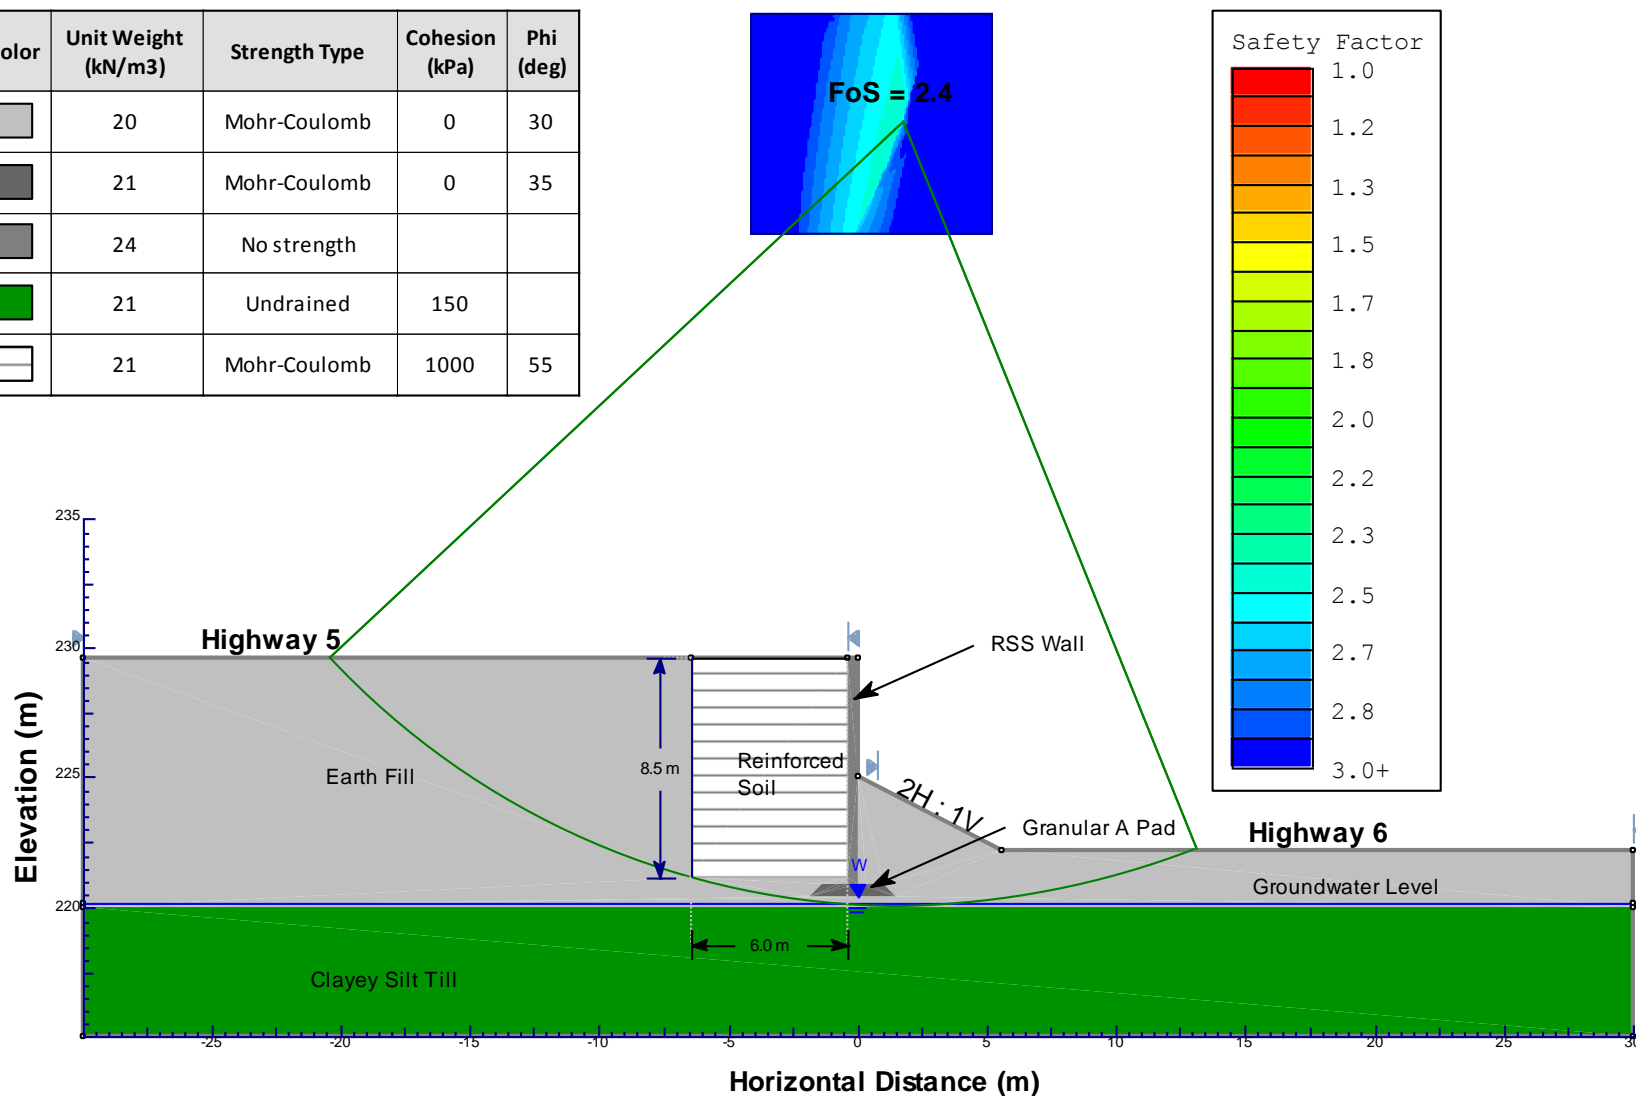 olor Unit Weight (kN/m3) Strength Type Cohesion (kPa) Phi (deg)
20 Mohr-Coulomb 0 30
21 Mohr-Coulomb 0 35
24 No strength
21 Undrained 150
21 Mohr-Coulomb 1000 55
FoS = 2.4
Safety Factor
1.0
1.2
1.3
1.5
1.7
1.8
2.0
2.2
2.3
2.5
2.7
2.8
3.0+
235
230
225
220
Elevation (m)
Highway 5
RSS Wall
8.5 m
Reinforced
Soil
Earth Fill
2H : 1V
Granular A Pad
Highway 6
W
Groundwater Level
6.0 m
Clayey Silt Till
-25 -20 -15 -10 -5 0 5 10 15 20 25 30
Horizontal Distance (m)